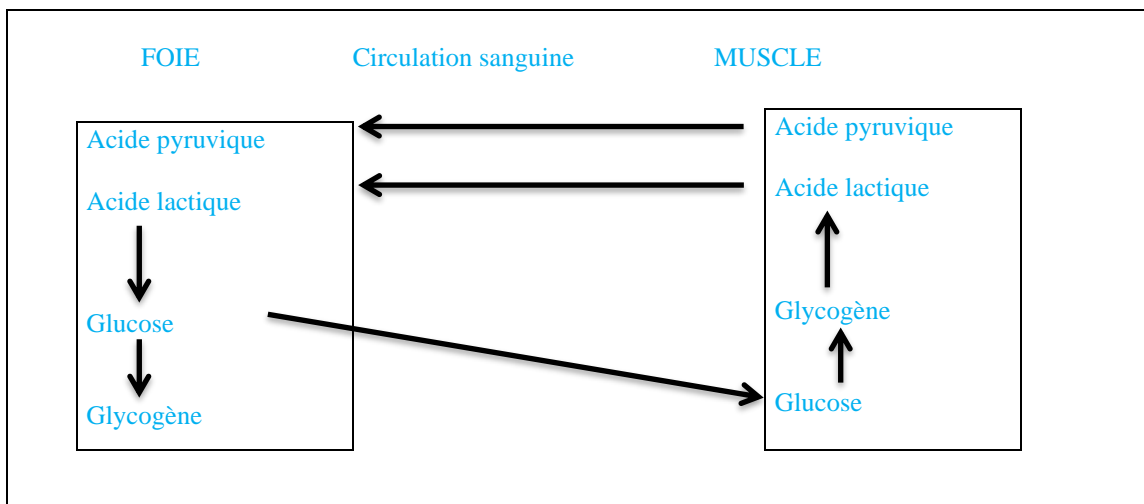 FOIE Circulation sanguine MUSCLE
Acide pyruvique
Acide lactique
Glucose
Glycogène
Acide pyruvique
Acide lactique
Glycogène
Glucose